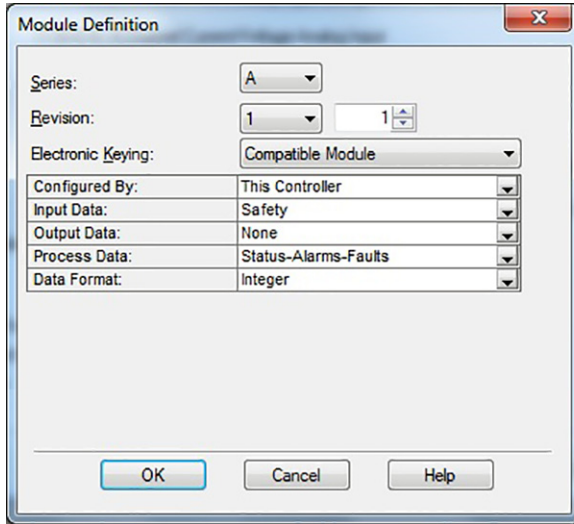 Module Definition
Series: A
Revision: 1 1
Electronic Keying: Compatible Module
Configured By: This Controller
Input Data: Safety
Output Data: None
Process Data: Status-Alarms-Faults
Data Format: Integer
OK Cancel Help